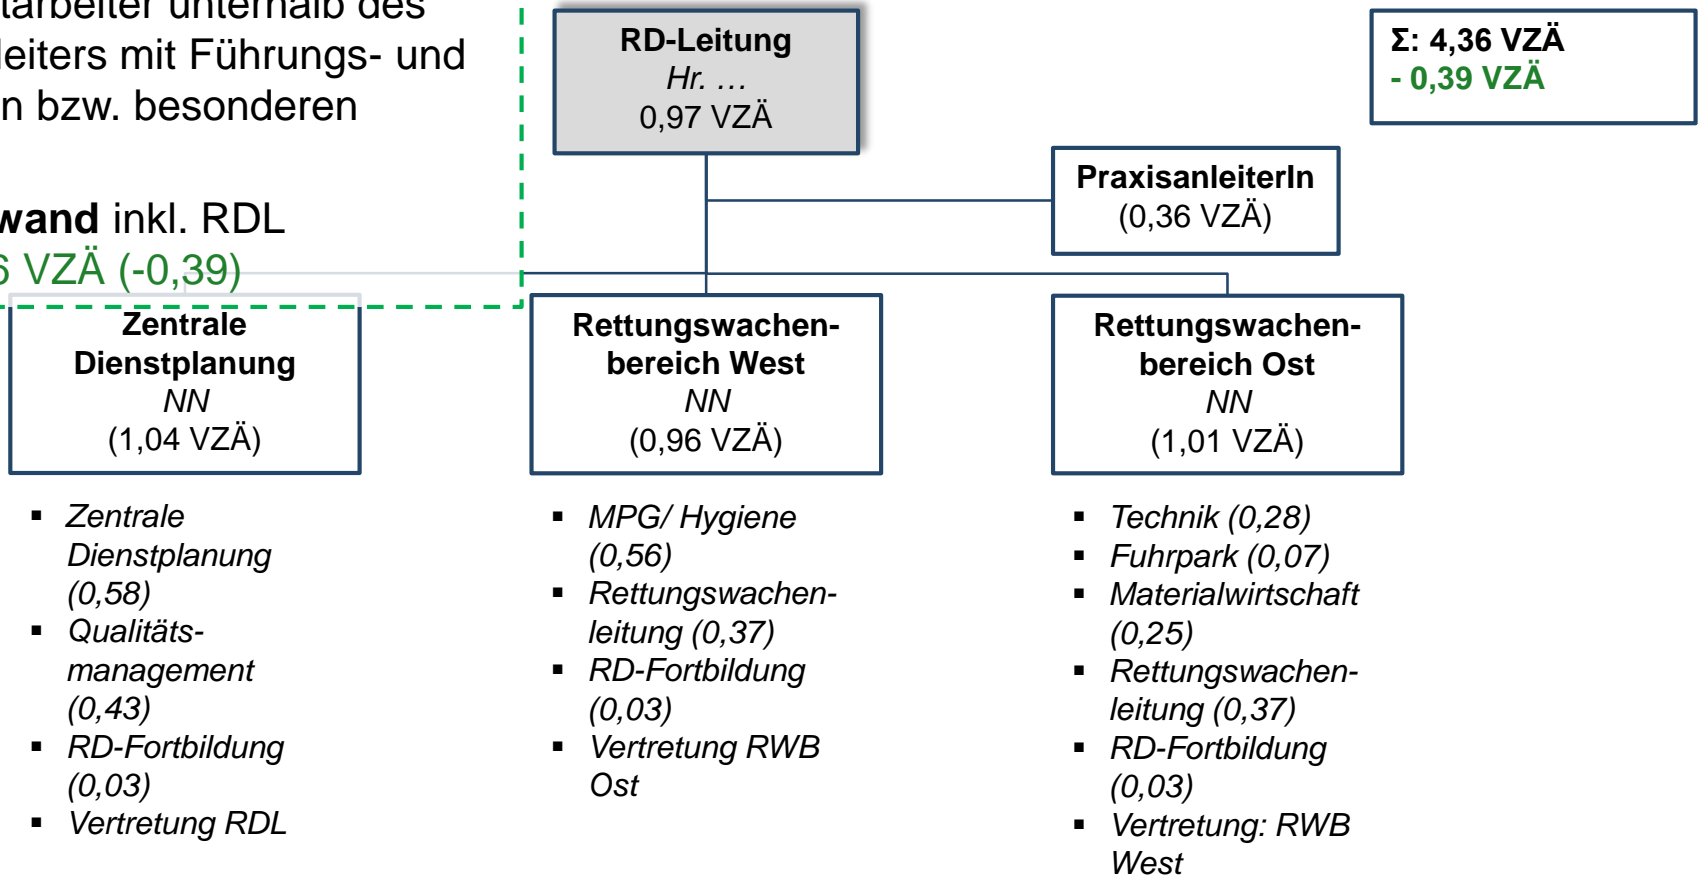 tarbeiter unterhalb des
leiters mit Führungs- und
n bzw. besonderen
wand inkl. RDL
6 VZÄ (-0,39)
RD-Leitung
Hr. …
0,97 VZÄ
Σ: 4,36 VZÄ
- 0,39 VZÄ
PraxisanleiterIn
(0,36 VZÄ)
Zentrale
Dienstplanung
NN
(1,04 VZÄ)
▪ Zentrale
Dienstplanung
(0,58)
▪ Qualitäts-
management
(0,43)
▪ RD-Fortbildung
(0,03)
▪ Vertretung RDL
Rettungswachen-
bereich West
NN
(0,96 VZÄ)
▪ MPG/ Hygiene
(0,56)
▪ Rettungswachen-
leitung (0,37)
▪ RD-Fortbildung
(0,03)
▪ Vertretung RWB
Ost
Rettungswachen-
bereich Ost
NN
(1,01 VZÄ)
▪ Technik (0,28)
▪ Fuhrpark (0,07)
▪ Materialwirtschaft
(0,25)
▪ Rettungswachen-
leitung (0,37)
▪ RD-Fortbildung
(0,03)
▪ Vertretung: RWB
West